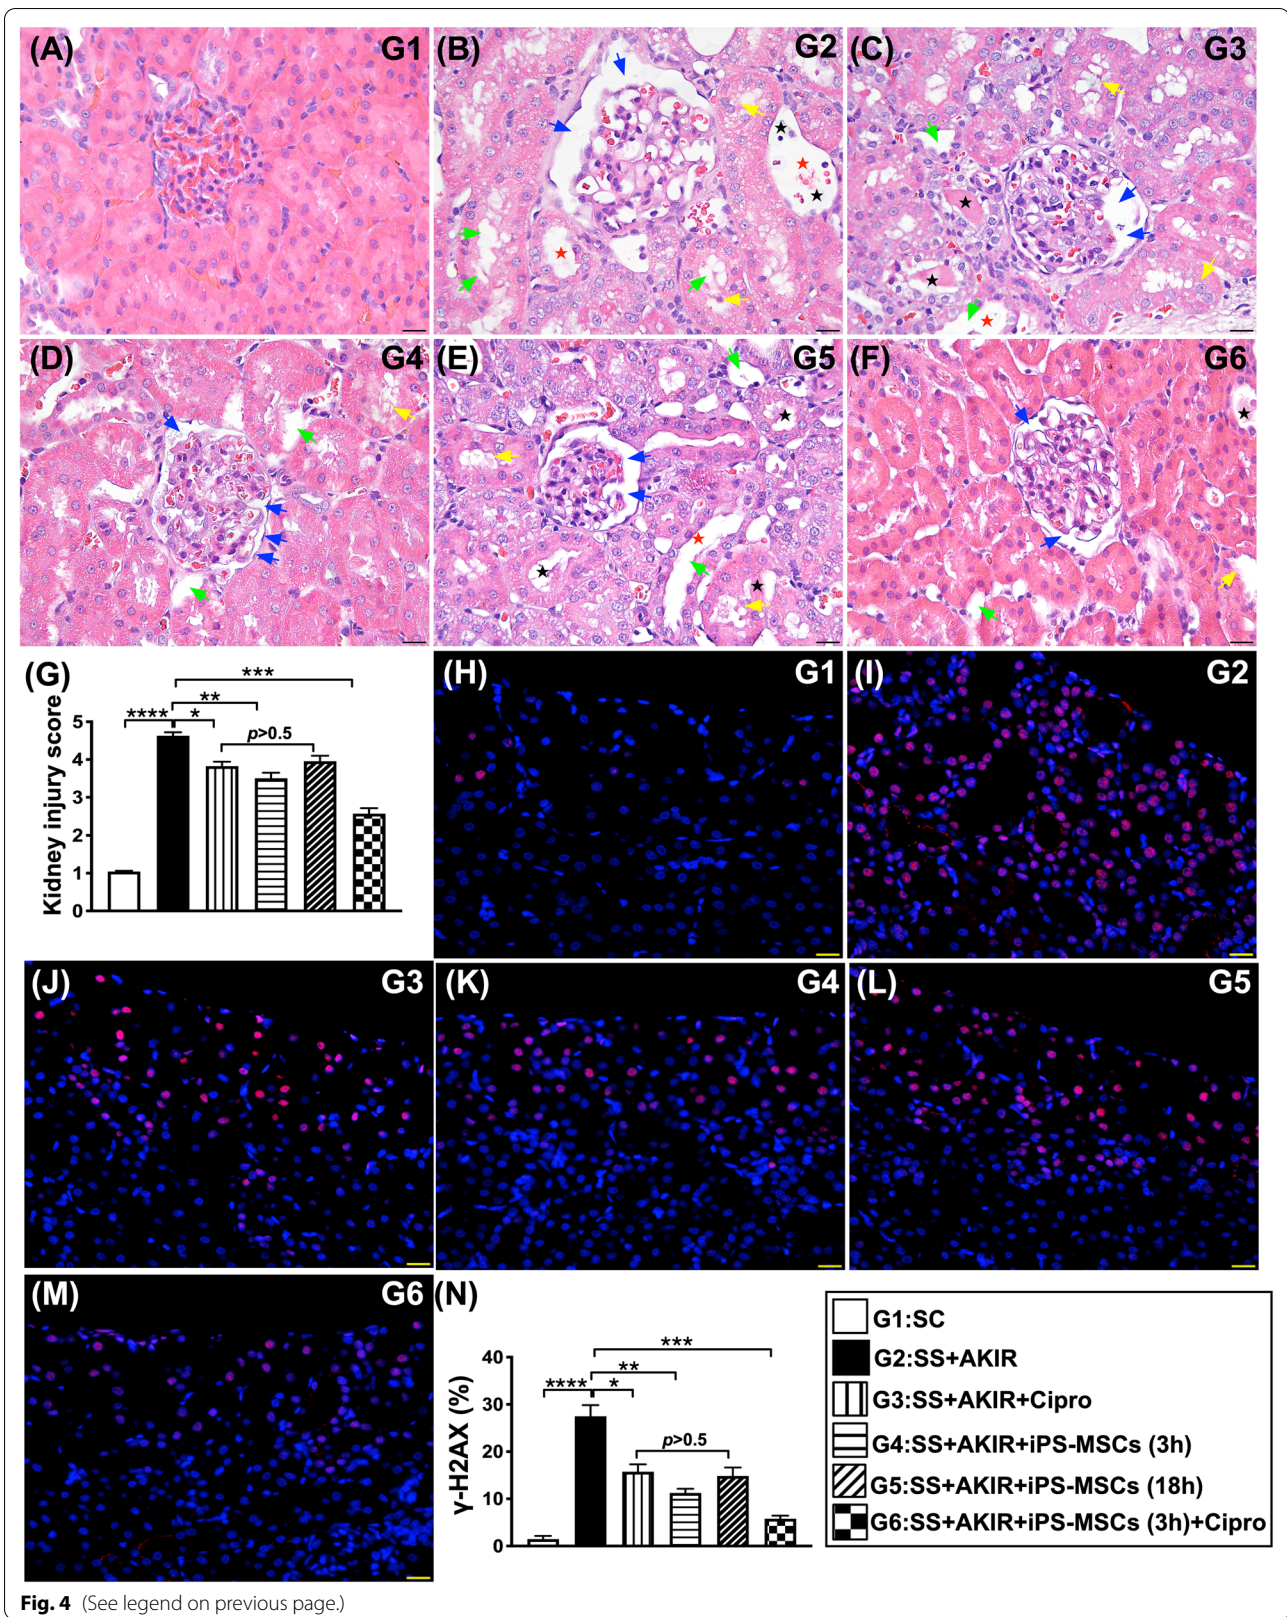 (A) G1
(B) G2
(C) G3
(D) G4
(E) G5
(F) G6
(G)
Kidney injury score
5
4
3
2
1
0
***
**
**** *
p>0.5
(H) G1
(I) G2
(J) G3
(K) G4
(L) G5
(M) G6
(N)
γ-H2AX (%)
40
30
20
10
0
***
**
**** *
p>0.5
G1:SC
G2:SS+AKIR
G3:SS+AKIR+Cipro
G4:SS+AKIR+iPS-MSCs (3h)
G5:SS+AKIR+iPS-MSCs (18h)
G6:SS+AKIR+iPS-MSCs (3h)+Cipro
Fig. 4 (See legend on previous page.)